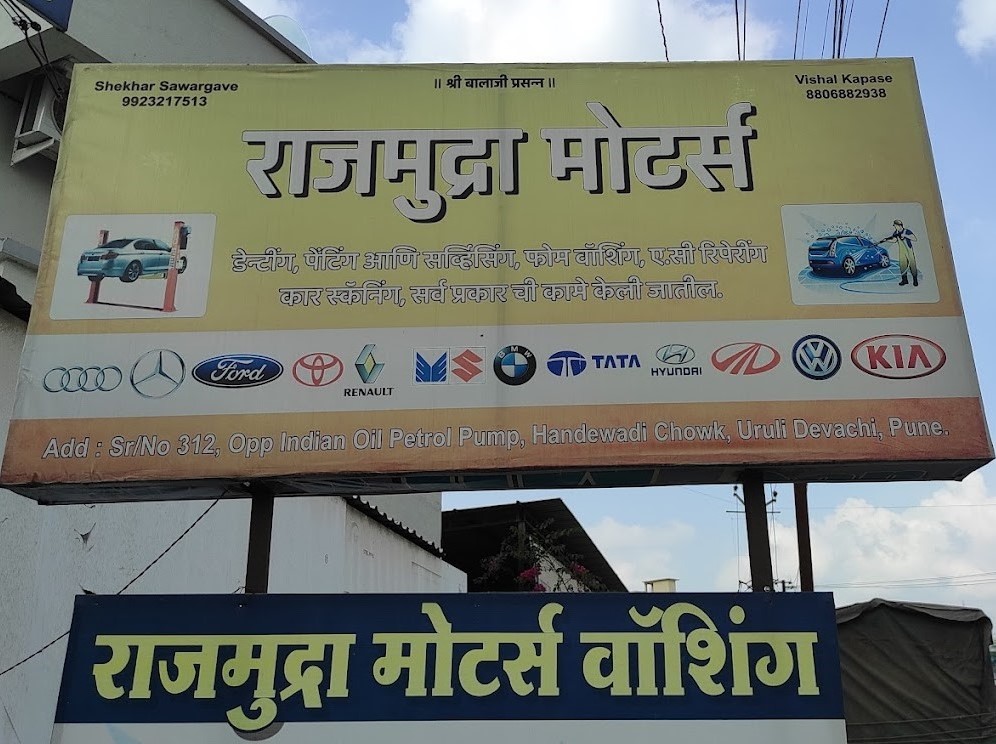 Shekhar Sawargave
9923217513
॥ श्री बालाजी प्रसन्न ॥
Vishal Kapase
8806882938
राजमुद्रा मोटर्स
डेन्टींग, पेंटिंग आणि सर्व्हिसिंग, फोम वॉशिंग, ए.सी रिपेरींग
कार स्कॅनिंग, सर्व प्रकार ची कामे केली जातील.
Ford
RENAULT
BMW
TATA
HYUNDAI
KIA
Add : Sr/No 312, Opp Indian Oil Petrol Pump, Handewadi Chowk, Uruli Devachi, Pune.
राजमुद्रा मोटर्स वॉशिंग